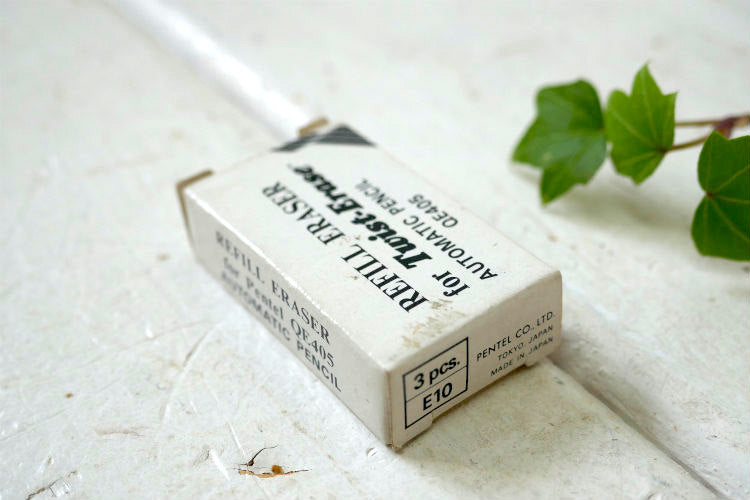 REFILL ERASER
for Twist-Erase
AUTOMATIC PENCIL
QE405
REFILL ERASER
for Pentel QE405
AUTOMATIC PENCIL
3 pcs.
E10
PENTEL CO., LTD.
TOKYO, JAPAN
MADE IN JAPAN